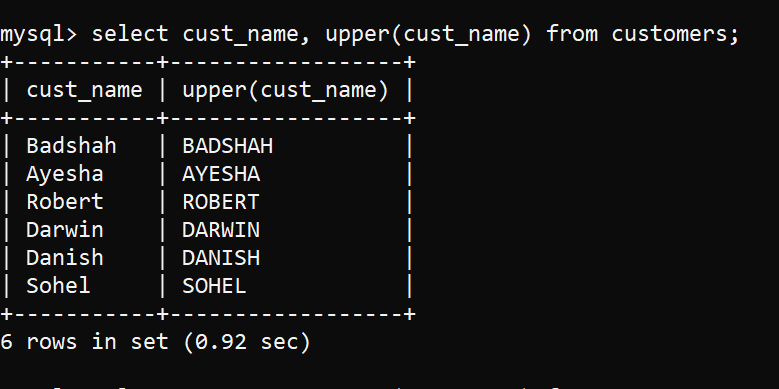 mysql> select cust_name, upper(cust_name) from customers;
+-----------+------------------+
| cust_name | upper(cust_name) |
+-----------+------------------+
| Badshah   | BADSHAH          |
| Ayesha    | AYESHA           |
| Robert    | ROBERT           |
| Darwin    | DARWIN           |
| Danish    | DANISH           |
| Sohel     | SOHEL            |
+-----------+------------------+
6 rows in set (0.92 sec)